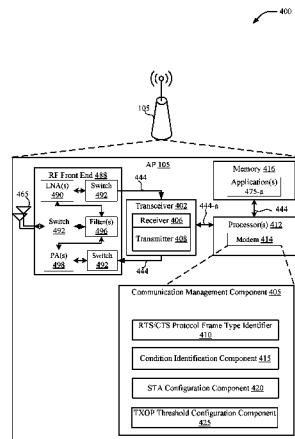 400
105
AP 105
RF Front End 488
LNA(s)
490
Switch
492
465
Switch
492
Filter(s)
496
PA(s)
498
Switch
492
444
Transceiver 402
Receiver 406
Transmitter 408
444
444-a
Memory 416
Application(s)
475-a
444
Processor(s)
412
Modem 414
Communication Management Component 405
RTS/CTS Protocol Frame Type Identifier
410
Condition Identification Component
415
STA Configuration Component
420
TXOP Threshold Configuration Component
425